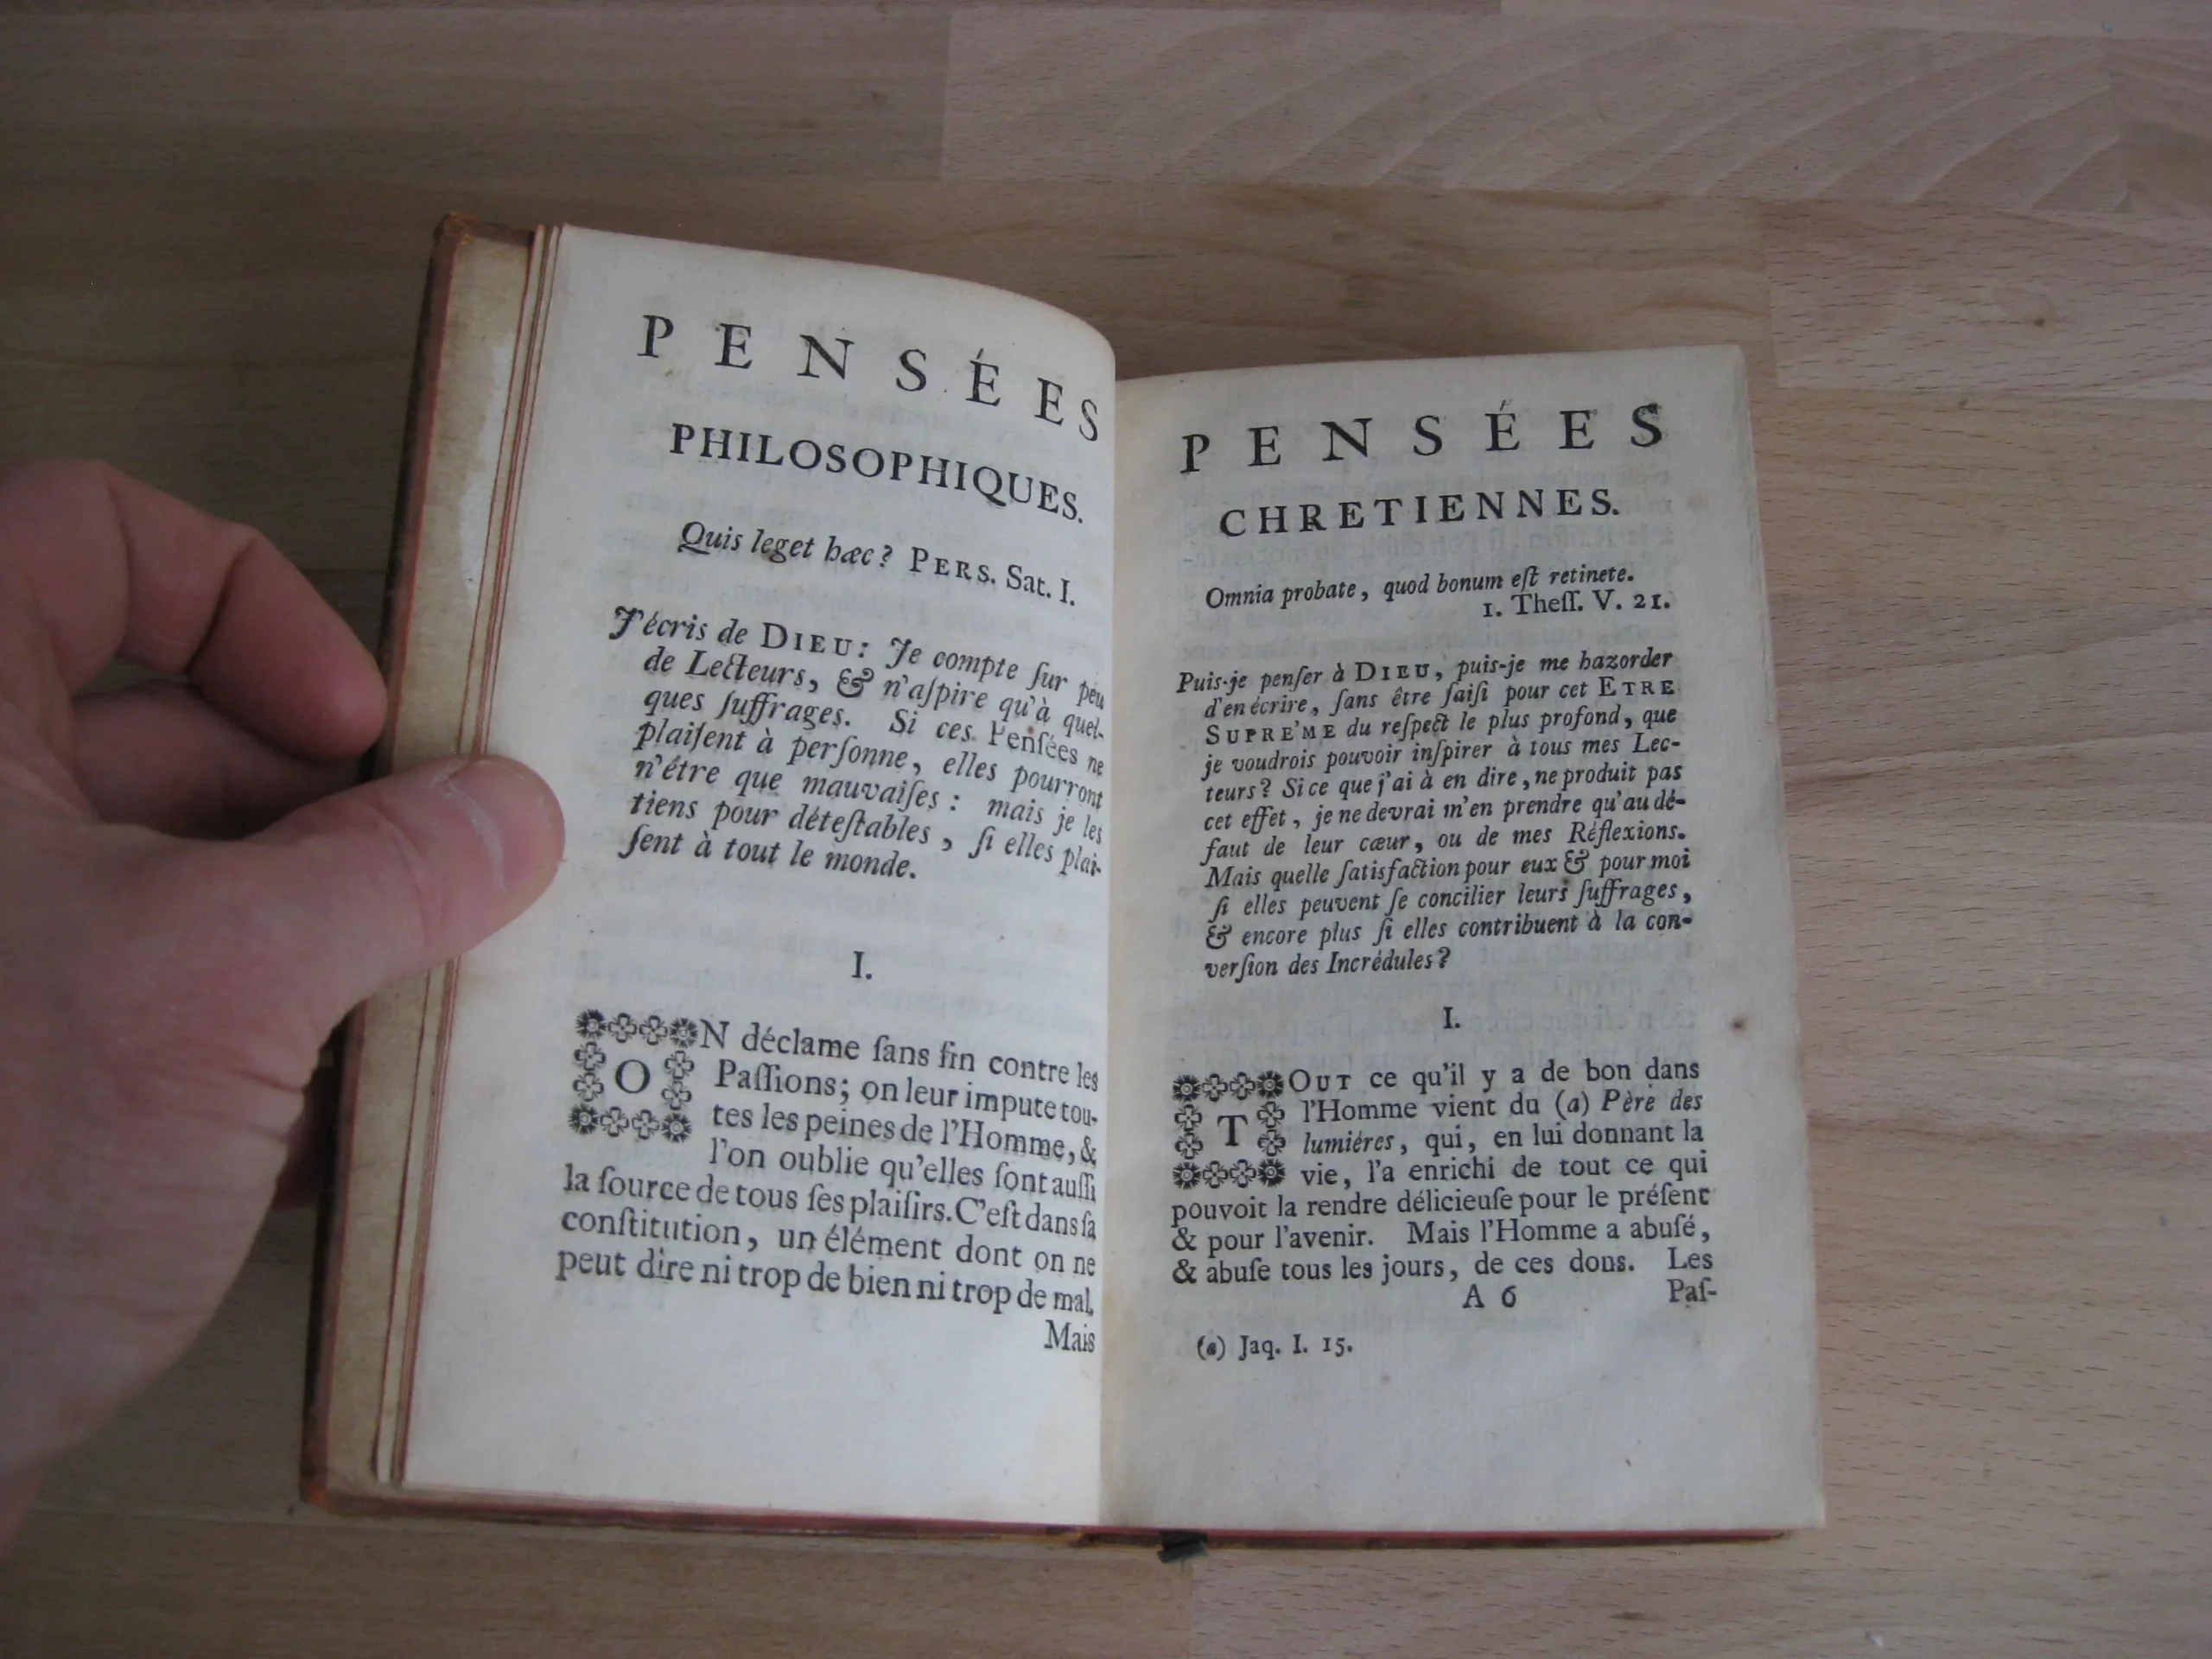 PENSÉES
PHILOSOPHIQUES.
Quis leget hæc? PERS. Sat. I.
J'écris de DIEU: Je compte ſur peu
de Lecteurs, & n'aſpire qu'à quel-
ques ſuffrages. Si ces Penſées ne
plaiſent à perſonne, elles pourront
n'étre que mauvaiſes: mais je les
tiens pour déteſtables, ſi elles plai-
ſent à tout le monde.
I.
ON déclame ſans fin contre les
Paſſions; on leur impute tou-
tes les peines de l'Homme, &
l'on oublie qu'elles ſont auſſi
la ſource de tous ſes plaiſirs. C'eſt dans ſa
conſtitution, un élément dont on ne
peut dire ni trop de bien ni trop de mal.
Mais
PENSÉES
CHRETIENNES.
Omnia probate, quod bonum eſt retinete.
1. Theſſ. V. 21.
Puis-je penſer à DIEU, puis-je me hazorder
d'en écrire, ſans être ſaiſi pour cet ETRE
SUPRE'ME du reſpect le plus profond, que
je voudrois pouvoir inſpirer à tous mes Lec-
teurs? Si ce que j'ai à en dire, ne produit pas
cet effet, je ne devrai m'en prendre qu'au dé-
faut de leur cœur, ou de mes Réflexions.
Mais quelle ſatisfaction pour eux & pour moi
ſi elles peuvent ſe concilier leurs ſuffrages,
& encore plus ſi elles contribuent à la con-
verſion des Incrédules?
I.
TOUT ce qu'il y a de bon dans
l'Homme vient du (a) Père des
lumiéres, qui, en lui donnant la
vie, l'a enrichi de tout ce qui
pouvoit la rendre délicieuſe pour le préſent
& pour l'avenir. Mais l'Homme a abuſé,
& abuſe tous les jours, de ces dons. Les
A 6 Paſ-
(a) Jaq. I. 15.